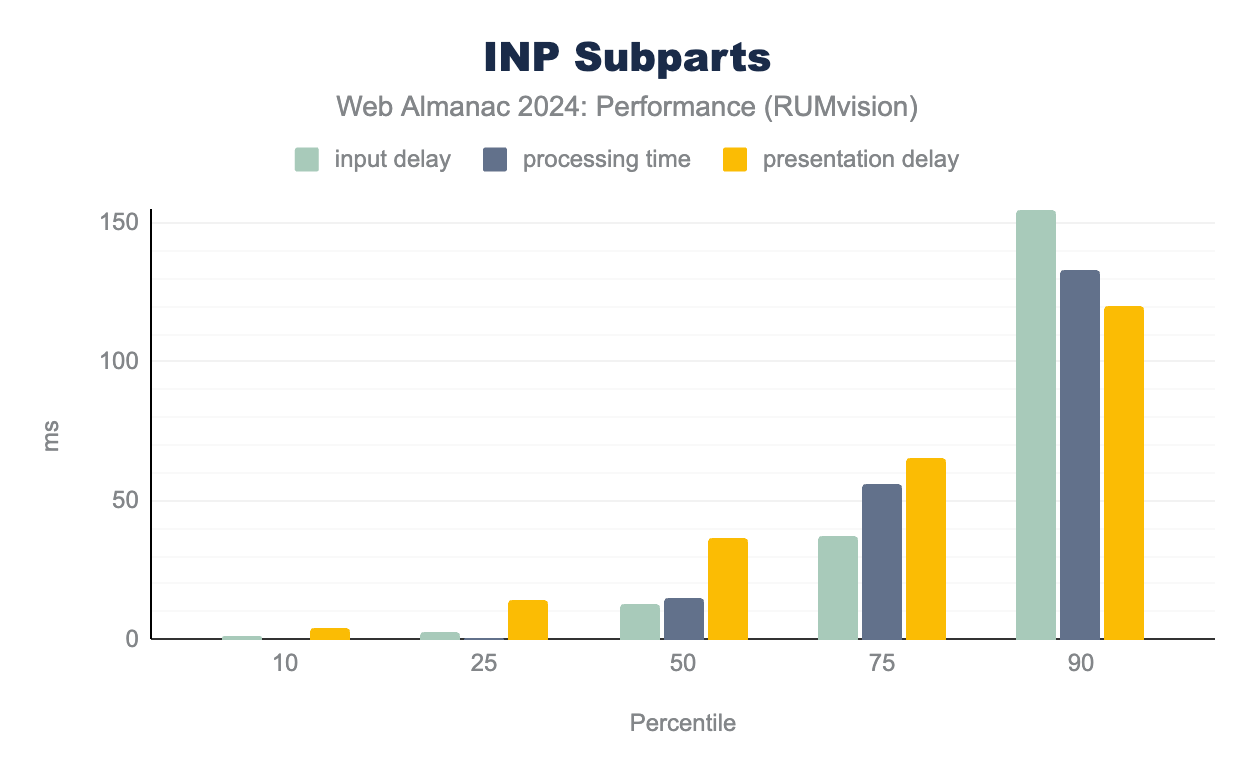 INP Subparts
Web Almanac 2024: Performance (RUMvision)
input delay processing time presentation delay
150
100
50
0
ms
10 25 50 75 90
Percentile